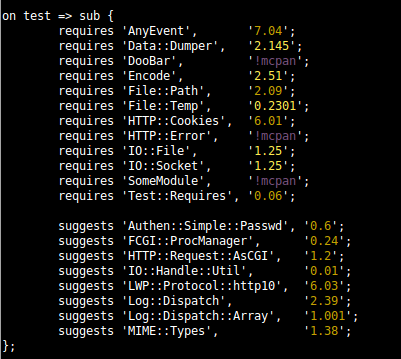 on test => sub {
        requires 'AnyEvent',       '7.04';
        requires 'Data::Dumper',   '2.145';
        requires 'DooBar',         '!mcpan';
        requires 'Encode',         '2.51';
        requires 'File::Path',     '2.09';
        requires 'File::Temp',     '0.2301';
        requires 'HTTP::Cookies',  '6.01';
        requires 'HTTP::Error',    '!mcpan';
        requires 'IO::File',       '1.25';
        requires 'IO::Socket',     '1.25';
        requires 'SomeModule',     '!mcpan';
        requires 'Test::Requires', '0.06';

        suggests 'Authen::Simple::Passwd', '0.6';
        suggests 'FCGI::ProcManager',      '0.24';
        suggests 'HTTP::Request::AsCGI',   '1.2';
        suggests 'IO::Handle::Util',       '0.01';
        suggests 'LWP::Protocol::http10',  '6.03';
        suggests 'Log::Dispatch',          '2.39';
        suggests 'Log::Dispatch::Array',   '1.001';
        suggests 'MIME::Types',            '1.38';
};